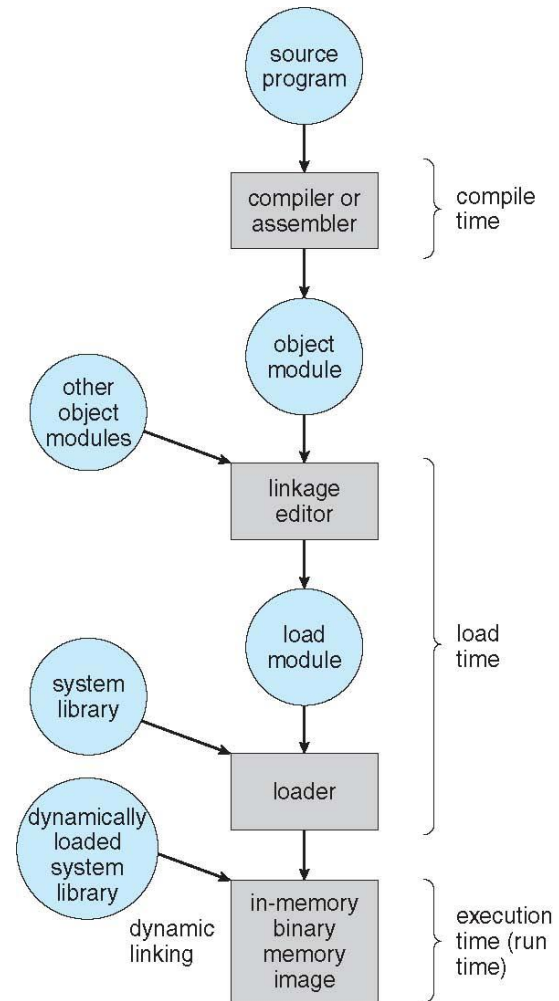 source
program
compiler or
assembler
compile
time
object
module
other
object
modules
linkage
editor
load
module
load
time
system
library
loader
dynamically
loaded
system
library
dynamic
linking
in-memory
binary
memory
image
execution
time (run
time)